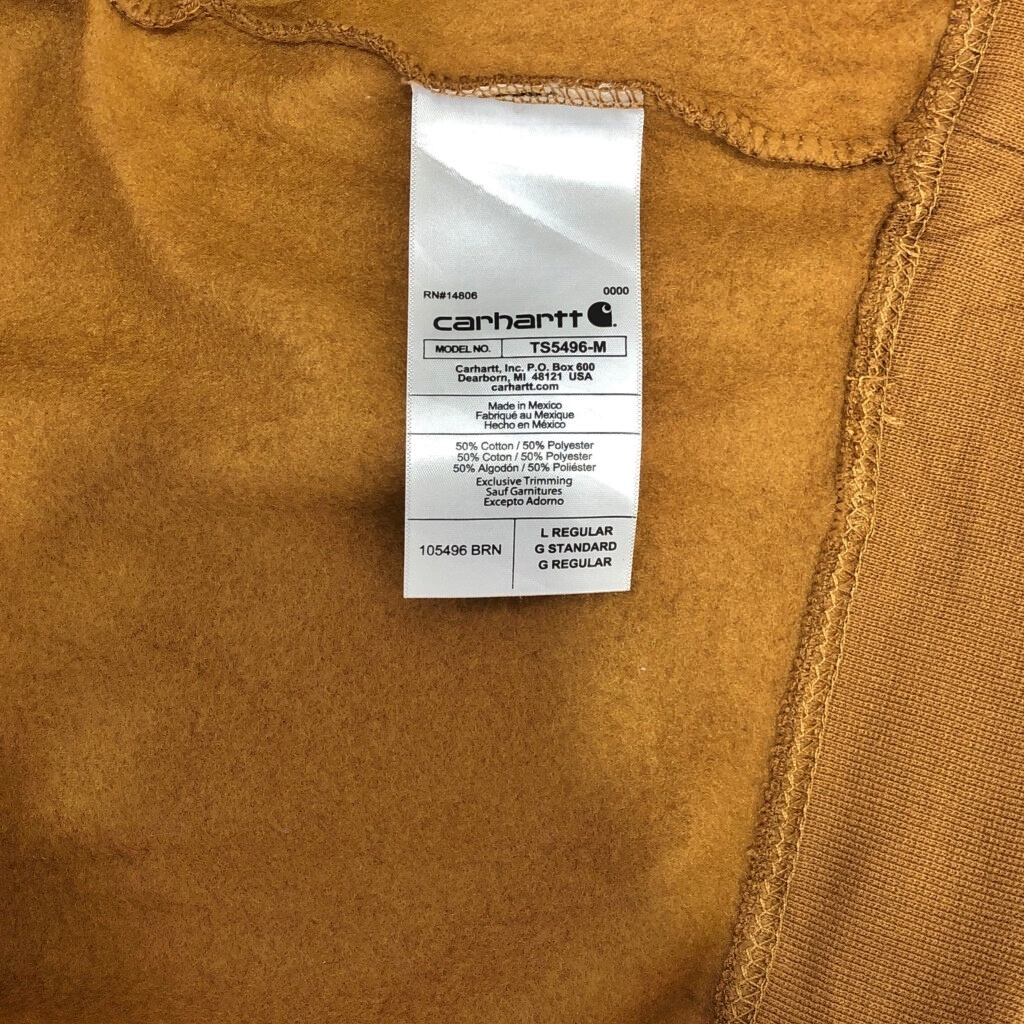 RN#14806 0000
carhartt
MODEL NO. TS5496-M
Carhartt, Inc. P.O. Box 600
Dearborn, MI 48121 USA
carhartt.com
Made in Mexico
Fabriqué au Mexique
Hecho en México
50% Cotton / 50% Polyester
50% Coton / 50% Polyester
50% Algodón / 50% Poliéster
Exclusive Trimming
Sauf Garnitures
Excepto Adorno
105496 BRN
L REGULAR
G STANDARD
G REGULAR